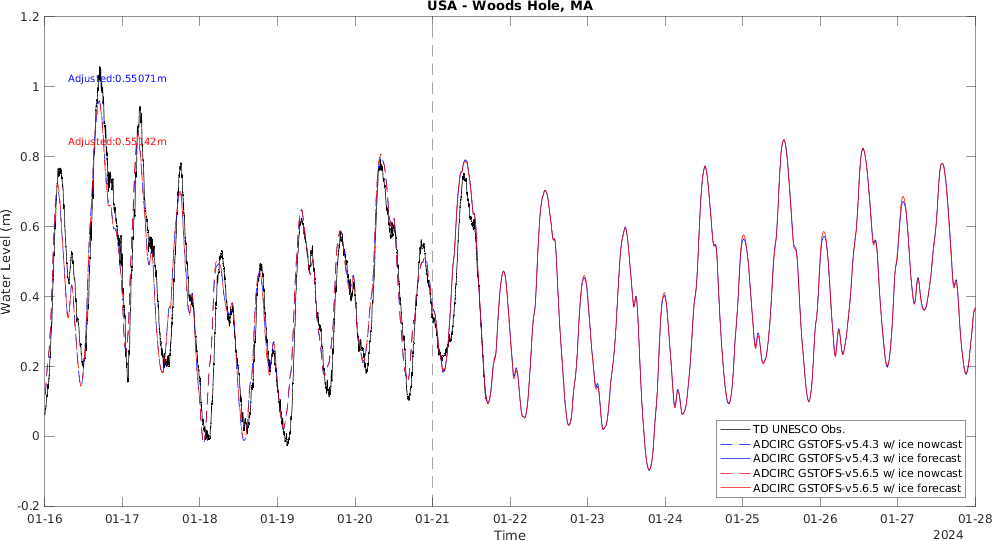 USA - Woods Hole, MA
1.2
1
0.8
0.6
0.4
0.2
0
-0.2
Water Level (m)
Adjusted:0.55071m
Adjusted:0.55142m
TD UNESCO Obs.
ADCIRC GSTOFS-v5.4.3 w/ ice nowcast
ADCIRC GSTOFS-v5.4.3 w/ ice forecast
ADCIRC GSTOFS-v5.6.5 w/ ice nowcast
ADCIRC GSTOFS-v5.6.5 w/ ice forecast
01-16 01-17 01-18 01-19 01-20 01-21 01-22 01-23 01-24 01-25 01-26 01-27 01-28
Time
2024